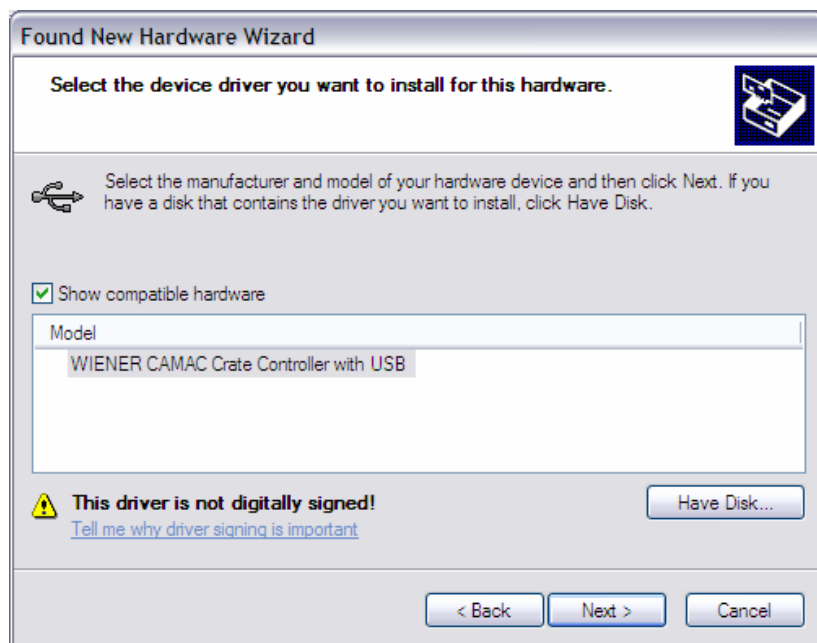 Found New Hardware Wizard
Select the device driver you want to install for this hardware.
Select the manufacturer and model of your hardware device and then click Next. If you
have a disk that contains the driver you want to install, click Have Disk.
Show compatible hardware
Model
WIENER CAMAC Crate Controller with USB
This driver is not digitally signed!
Have Disk...
Tell me why driver signing is important
< Back
Next >
Cancel